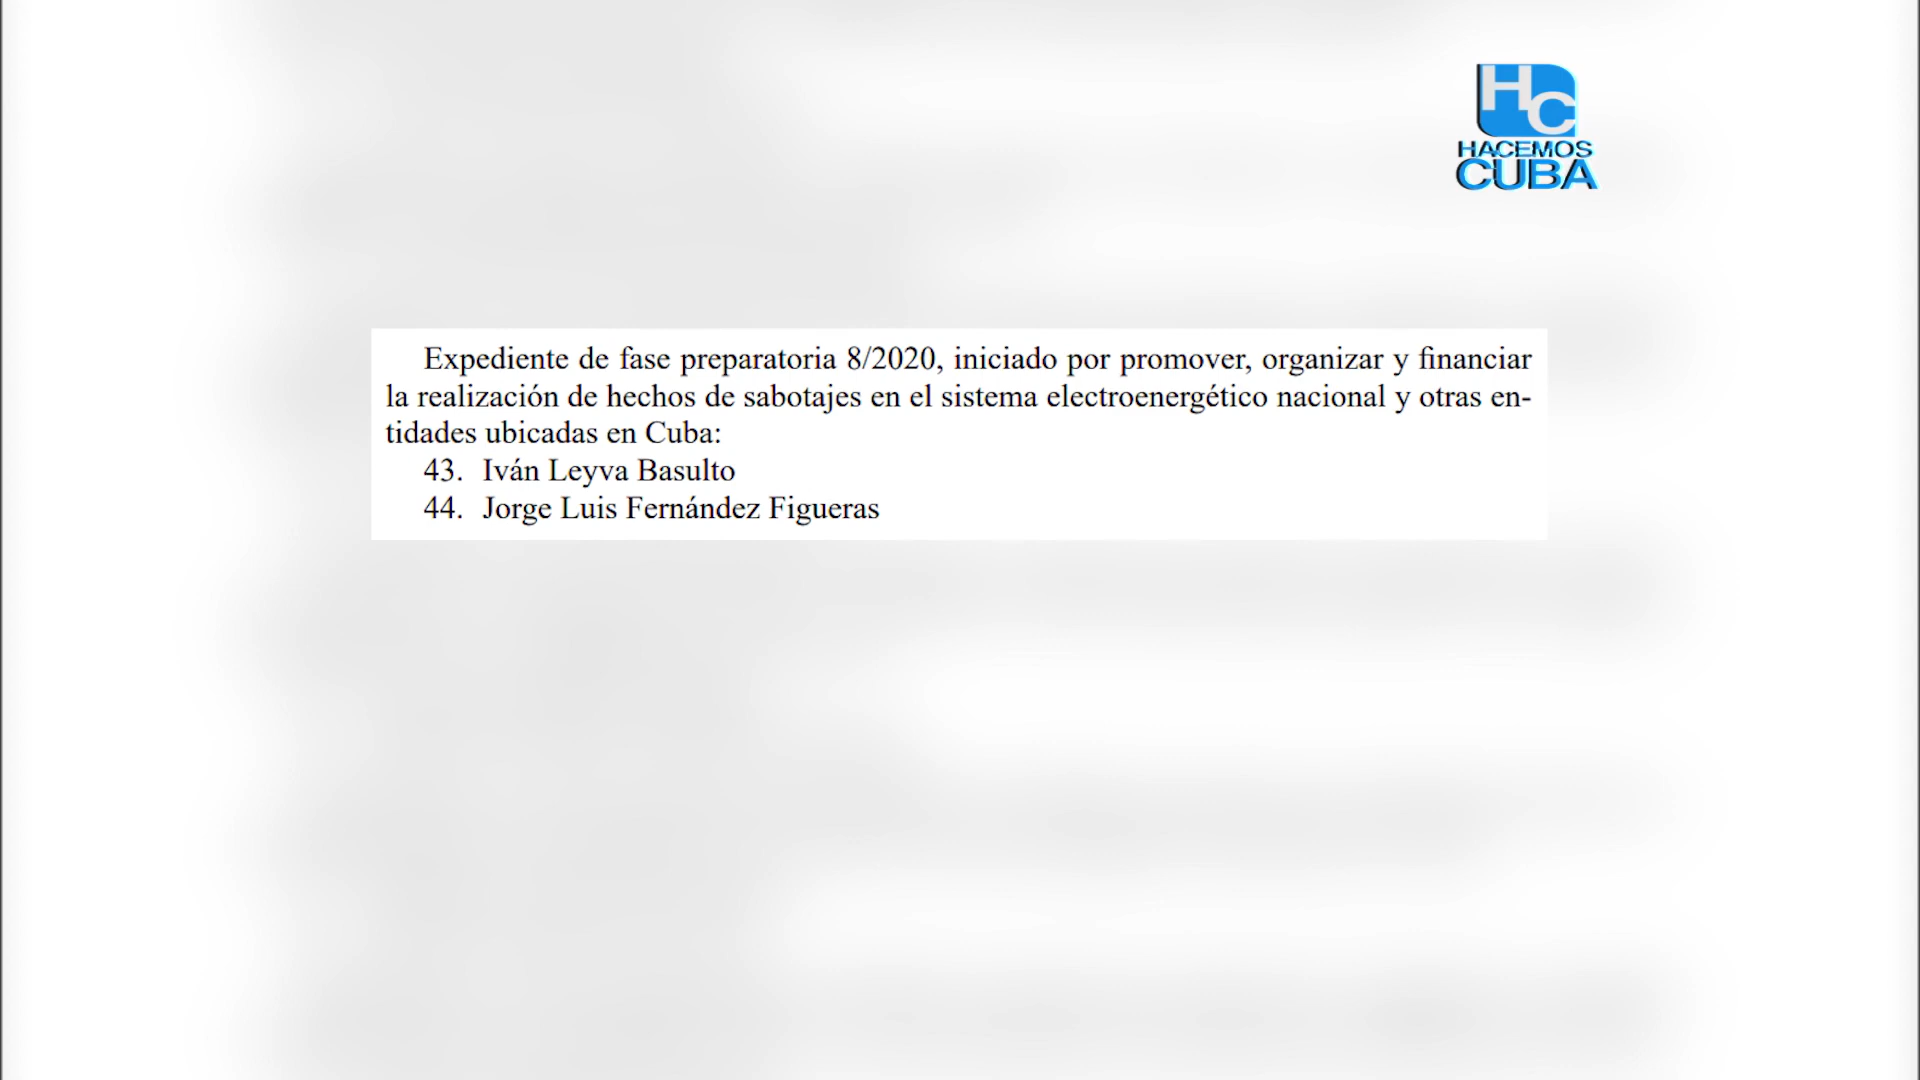 HC
HACEMOS
CUBA
Expediente de fase preparatoria 8/2020, iniciado por promover, organizar y financiar
la realización de hechos de sabotajes en el sistema electroenergético nacional y otras en-
tidades ubicadas en Cuba:
43. Iván Leyva Basulto
44. Jorge Luis Fernández Figueras